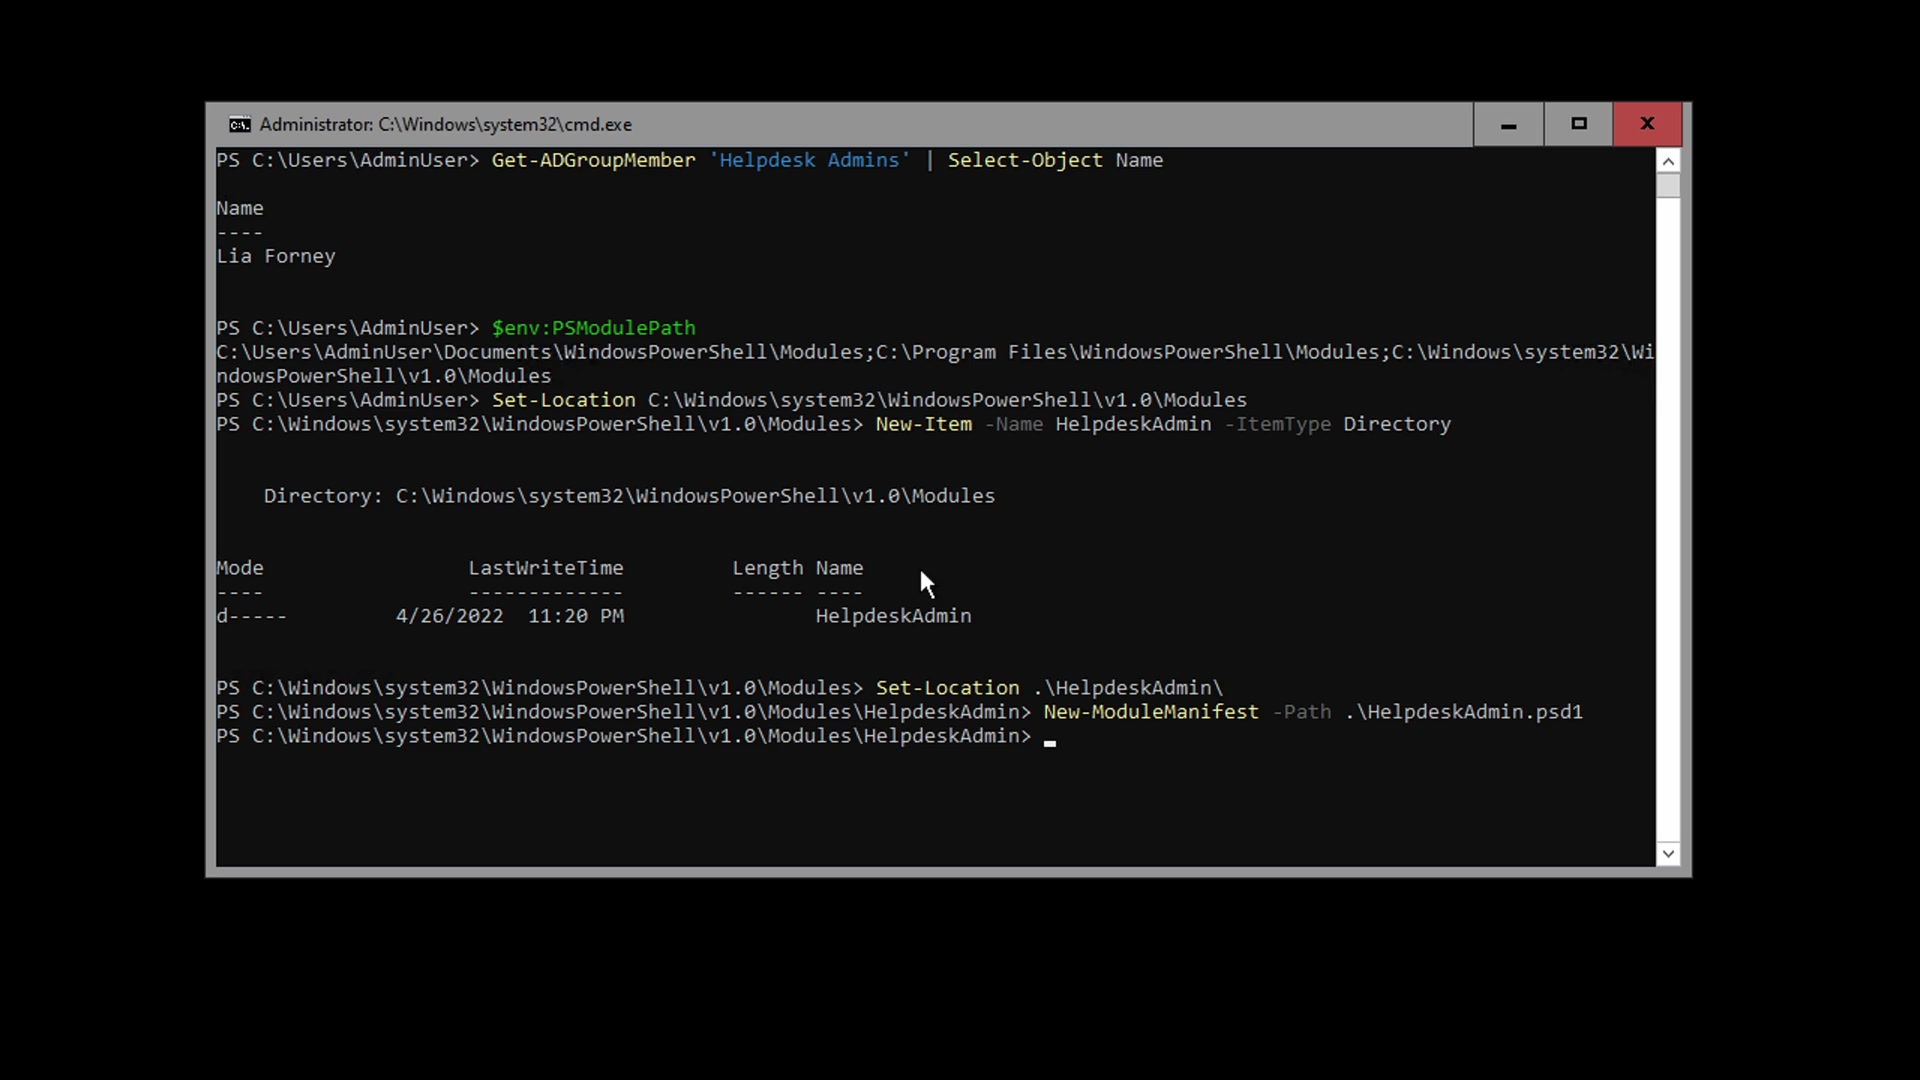 Administrator: C:\Windows\system32\cmd.exe
PS C:\Users\AdminUser> Get-ADGroupMember 'Helpdesk Admins' | Select-Object Name
Name
----
Lia Forney
PS C:\Users\AdminUser> $env:PSModulePath
C:\Users\AdminUser\Documents\WindowsPowerShell\Modules;C:\Program Files\WindowsPowerShell\Modules;C:\Windows\system32\Wi
ndowsPowerShell\v1.0\Modules
PS C:\Users\AdminUser> Set-Location C:\Windows\system32\WindowsPowerShell\v1.0\Modules
PS C:\Windows\system32\WindowsPowerShell\v1.0\Modules> New-Item -Name HelpdeskAdmin -ItemType Directory
Directory: C:\Windows\system32\WindowsPowerShell\v1.0\Modules
Mode LastWriteTime Length Name
---- ------------- ------ ----
d----- 4/26/2022 11:20 PM HelpdeskAdmin
PS C:\Windows\system32\WindowsPowerShell\v1.0\Modules> Set-Location .\HelpdeskAdmin\
PS C:\Windows\system32\WindowsPowerShell\v1.0\Modules\HelpdeskAdmin> New-ModuleManifest -Path .\HelpdeskAdmin.psd1
PS C:\Windows\system32\WindowsPowerShell\v1.0\Modules\HelpdeskAdmin>